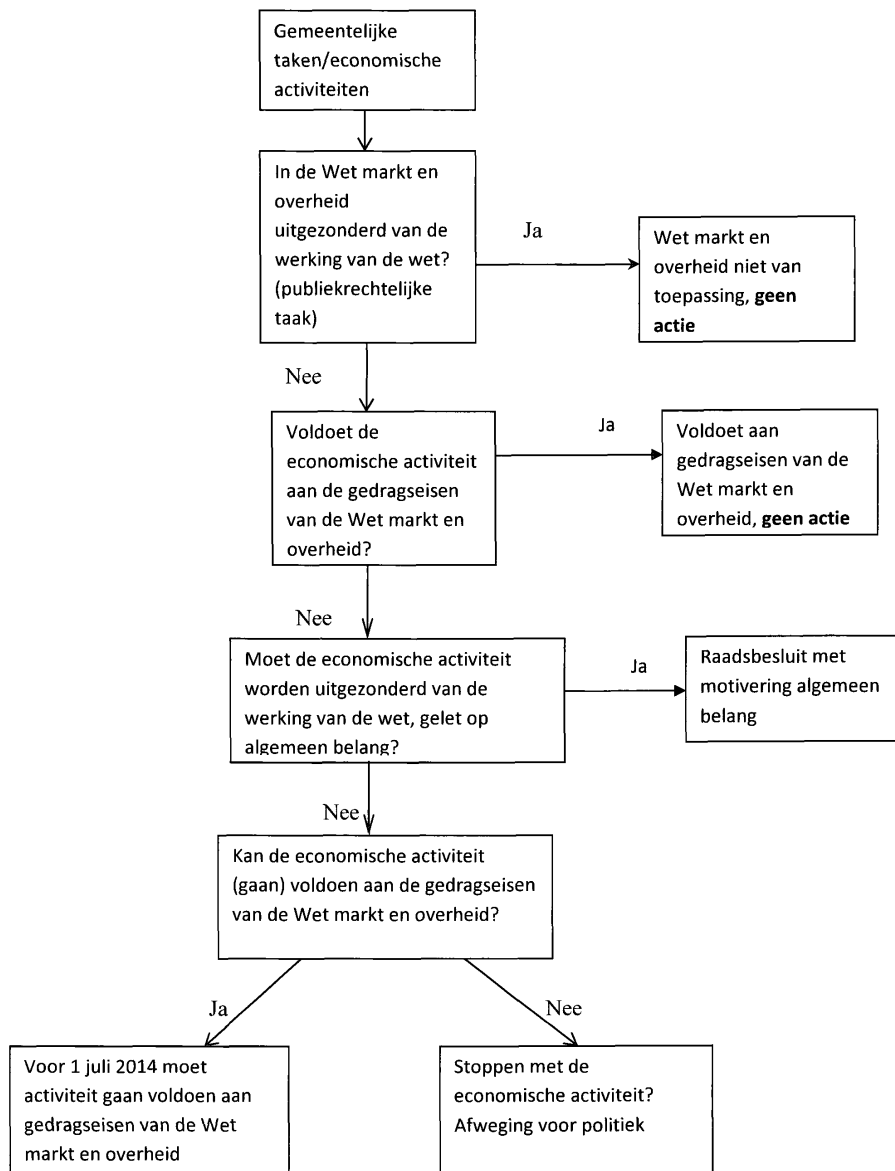 Gemeentelijke
taken/economische
activiteiten
In de Wet markt en
overheid
uitgezonderd van de
werking van de wet?
(publiekrechtelijke
taak)
Ja
Wet markt en
overheid niet van
toepassing, geen
actie
Nee
Voldoet de
economische activiteit
aan de gedragseisen
van de Wet markt en
overheid?
Ja
Voldoet aan
gedragseisen van de
Wet markt en
overheid, geen actie
Nee
Moet de economische activiteit
worden uitgezonderd van de
werking van de wet, gelet op
algemeen belang?
Ja
Raadsbesluit met
motivering algemeen
belang
Nee
Kan de economische activiteit
(gaan) voldoen aan de gedragseisen
van de Wet markt en overheid?
Ja
Nee
Voor 1 juli 2014 moet
activiteit gaan voldoen aan
gedragseisen van de Wet
markt en overheid
Stoppen met de
economische activiteit?
Afweging voor politiek